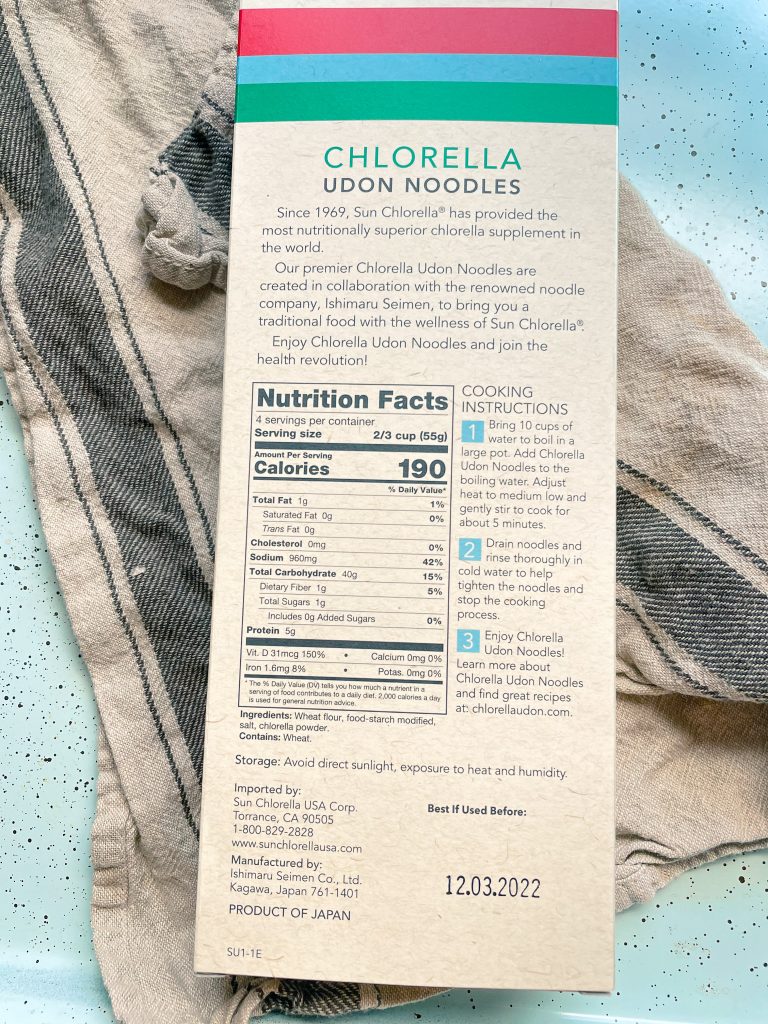 CHLORELLA
UDON NOODLES
Since 1969, Sun Chlorella® has provided the
most nutritionally superior chlorella supplement in
the world.
Our premier Chlorella Udon Noodles are
created in collaboration with the renowned noodle
company, Ishimaru Seimen, to bring you a
traditional food with the wellness of Sun Chlorella®.
Enjoy Chlorella Udon Noodles and join the
health revolution!
Nutrition Facts
4 servings per container
Serving size 2/3 cup (55g)
Amount Per Serving
Calories 190
% Daily Value*
Total Fat 1g 1%
Saturated Fat 0g 0%
Trans Fat 0g
Cholesterol 0mg 0%
Sodium 960mg 42%
Total Carbohydrate 40g 15%
Dietary Fiber 1g 5%
Total Sugars 1g
Includes 0g Added Sugars 0%
Protein 5g
Vit. D 31mcg 150% • Calcium 0mg 0%
Iron 1.6mg 8% • Potas. 0mg 0%
*The % Daily Value (DV) tells you how much a nutrient in a
serving of food contributes to a daily diet. 2,000 calories a day
is used for general nutrition advice.
Ingredients: Wheat flour, food-starch modified,
salt, chlorella powder.
Contains: Wheat.
COOKING
INSTRUCTIONS
1 Bring 10 cups of
water to boil in a
large pot. Add Chlorella
Udon Noodles to the
boiling water. Adjust
heat to medium low and
gently stir to cook for
about 5 minutes.
2 Drain noodles and
rinse thoroughly in
cold water to help
tighten the noodles and
stop the cooking
process.
3 Enjoy Chlorella
Udon Noodles!
Learn more about
Chlorella Udon Noodles
and find great recipes
at: chlorellaudon.com.
Storage: Avoid direct sunlight, exposure to heat and humidity.
Imported by:
Sun Chlorella USA Corp.
Torrance, CA 90505
1-800-829-2828
www.sunchlorellausa.com
Manufactured by:
Ishimaru Seimen Co., Ltd.
Kagawa, Japan 761-1401
PRODUCT OF JAPAN
SU1-1E
Best If Used Before:
12.03.2022